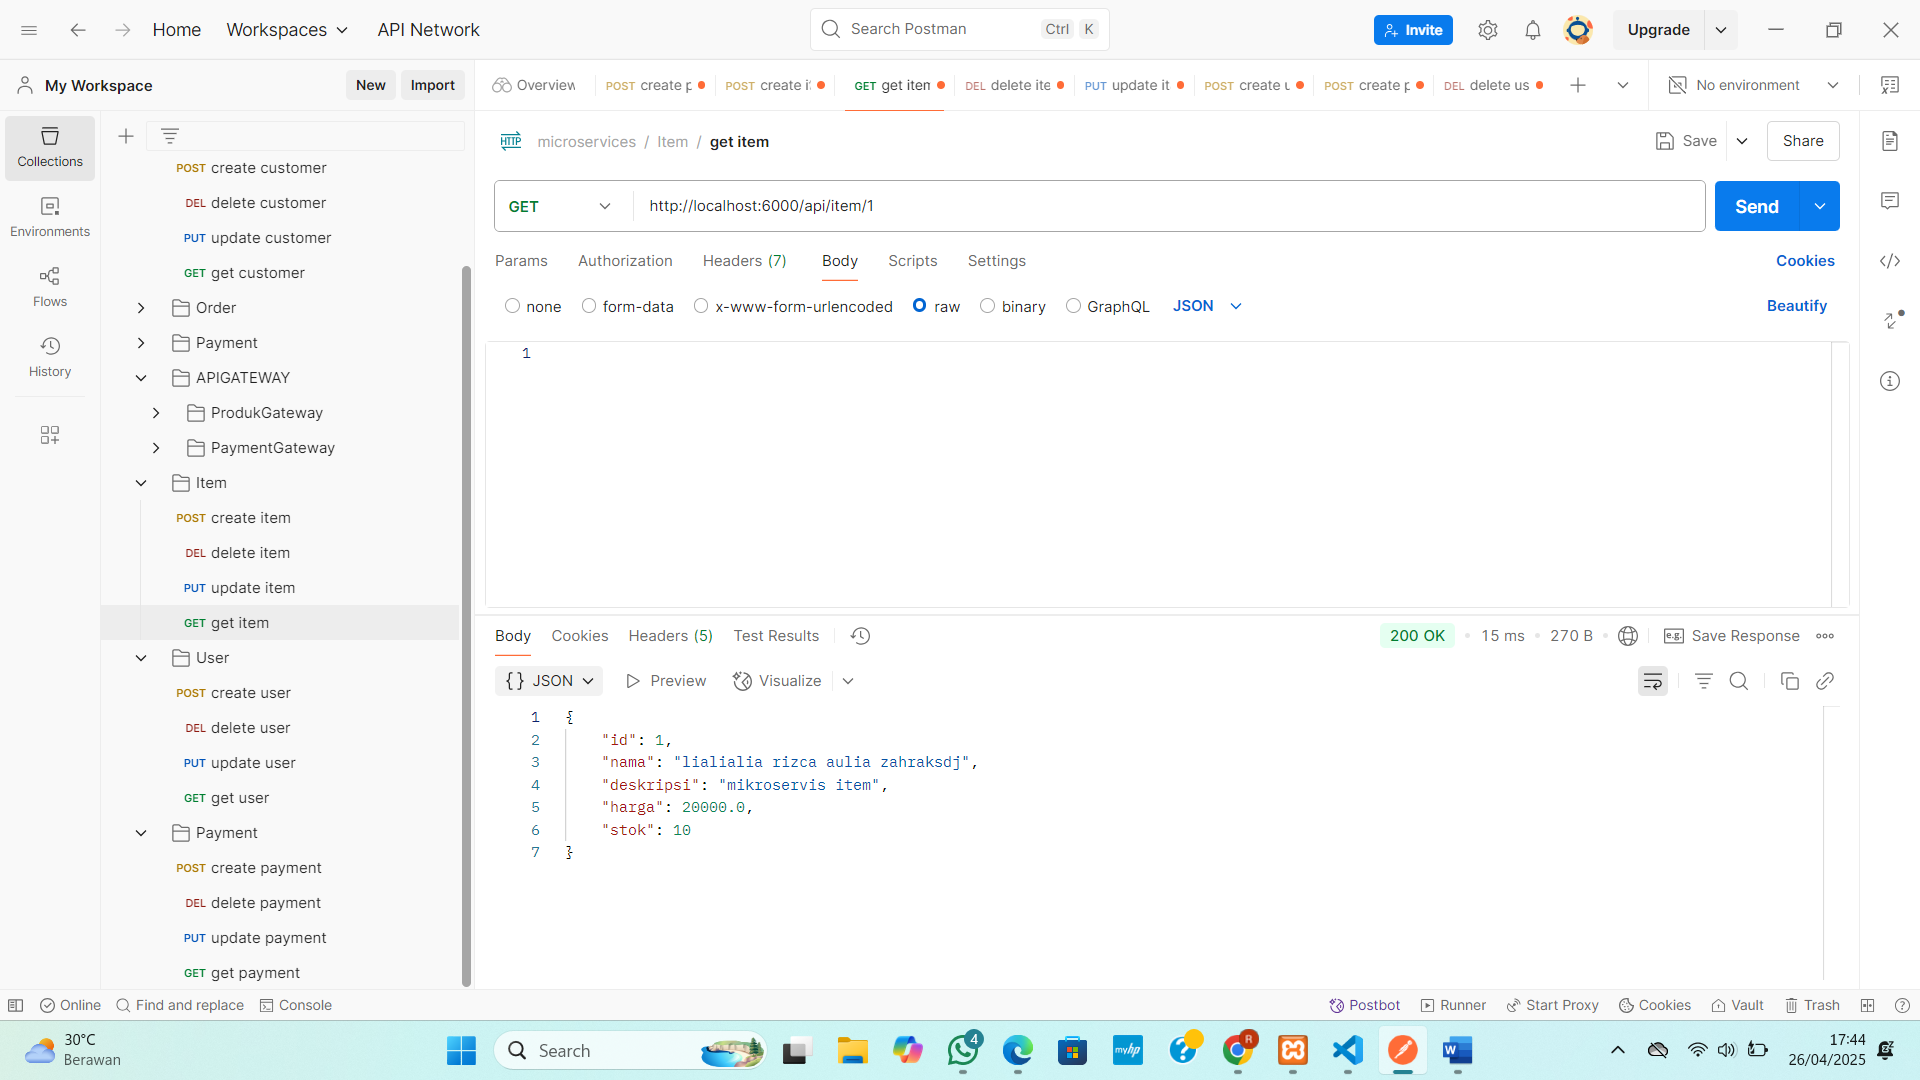 Home
Workspaces
API Network
Search Postman
Ctrl K
Invite
Upgrade
My Workspace
New
Import
Overview
POST create p
POST create i
GET get item
DEL delete ite
PUT update it
POST create u
POST create p
DEL delete us
No environment
Collections
Environments
Flows
History
POST create customer
DEL delete customer
PUT update customer
GET get customer
Order
Payment
APIGATEWAY
ProdukGateway
PaymentGateway
Item
POST create item
DEL delete item
PUT update item
GET get item
User
POST create user
DEL delete user
PUT update user
GET get user
Payment
POST create payment
DEL delete payment
PUT update payment
GET get payment
HTTP microservices / Item / get item
Save
Share
GET
http://localhost:6000/api/item/1
Send
Params Authorization Headers (7) Body Scripts Settings
Cookies
none form-data x-www-form-urlencoded raw binary GraphQL JSON
Beautify
1
Body Cookies Headers (5) Test Results
200 OK 15 ms 270 B e.g. Save Response
{} JSON Preview Visualize
1 {
2 "id": 1,
3 "nama": "lialialia rizca aulia zahraksdj",
4 "deskripsi": "mikroservis item",
5 "harga": 20000.0,
6 "stok": 10
7 }
Online Find and replace Console
Postbot Runner Start Proxy Cookies Vault Trash
30°C
Berawan
Search
4
myhp
R
W
17:44
26/04/2025